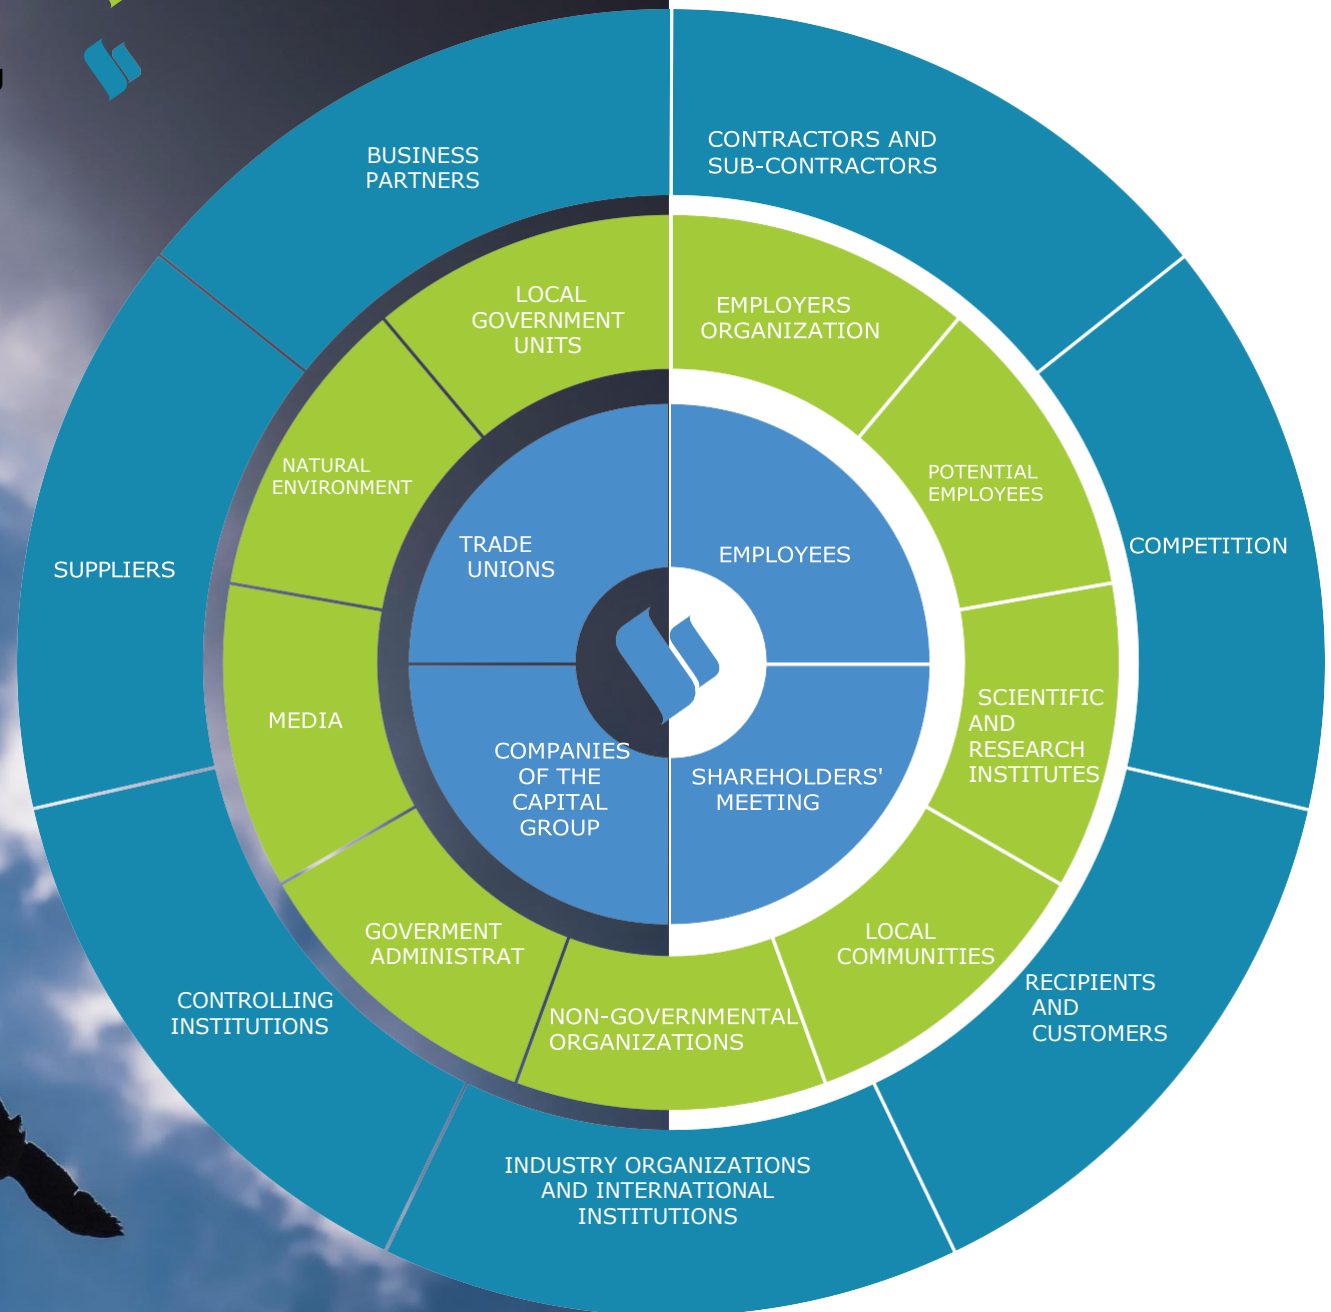 BUSINESS
PARTNERS
CONTRACTORS AND
SUB-CONTRACTORS
LOCAL
GOVERNMENT
UNITS
EMPLOYERS
ORGANIZATION
NATURAL
ENVIRONMENT
POTENTIAL
EMPLOYEES
TRADE
UNIONS
EMPLOYEES
COMPETITION
SUPPLIERS
MEDIA
SCIENTIFIC
AND
RESEARCH
INSTITUTES
COMPANIES
OF THE
CAPITAL
GROUP
SHAREHOLDERS'
MEETING
GOVERMENT
ADMINISTRAT
LOCAL
COMMUNITIES
CONTROLLING
INSTITUTIONS
NON-GOVERNMENTAL
ORGANIZATIONS
RECIPIENTS
AND
CUSTOMERS
INDUSTRY ORGANIZATIONS
AND INTERNATIONAL
INSTITUTIONS